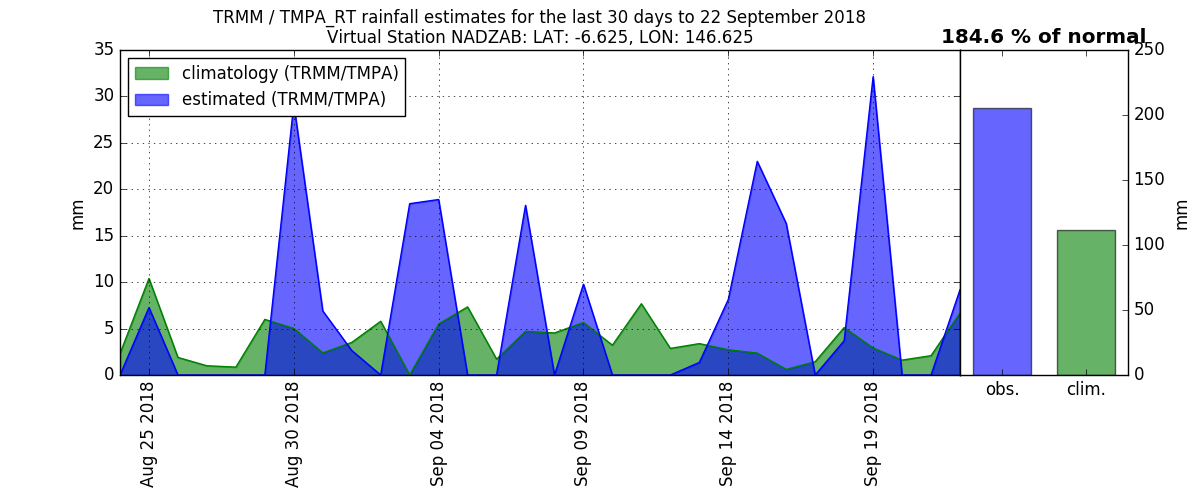 TRMM / TMPA_RT rainfall estimates for the last 30 days to 22 September 2018
Virtual Station NADZAB: LAT: -6.625, LON: 146.625
184.6 % of normal
climatology (TRMM/TMPA)
estimated (TRMM/TMPA)
35
30
25
20
15
10
5
0
mm
Aug 25 2018
Aug 30 2018
Sep 04 2018
Sep 09 2018
Sep 14 2018
Sep 19 2018
250
200
150
100
50
0
mm
obs.
clim.